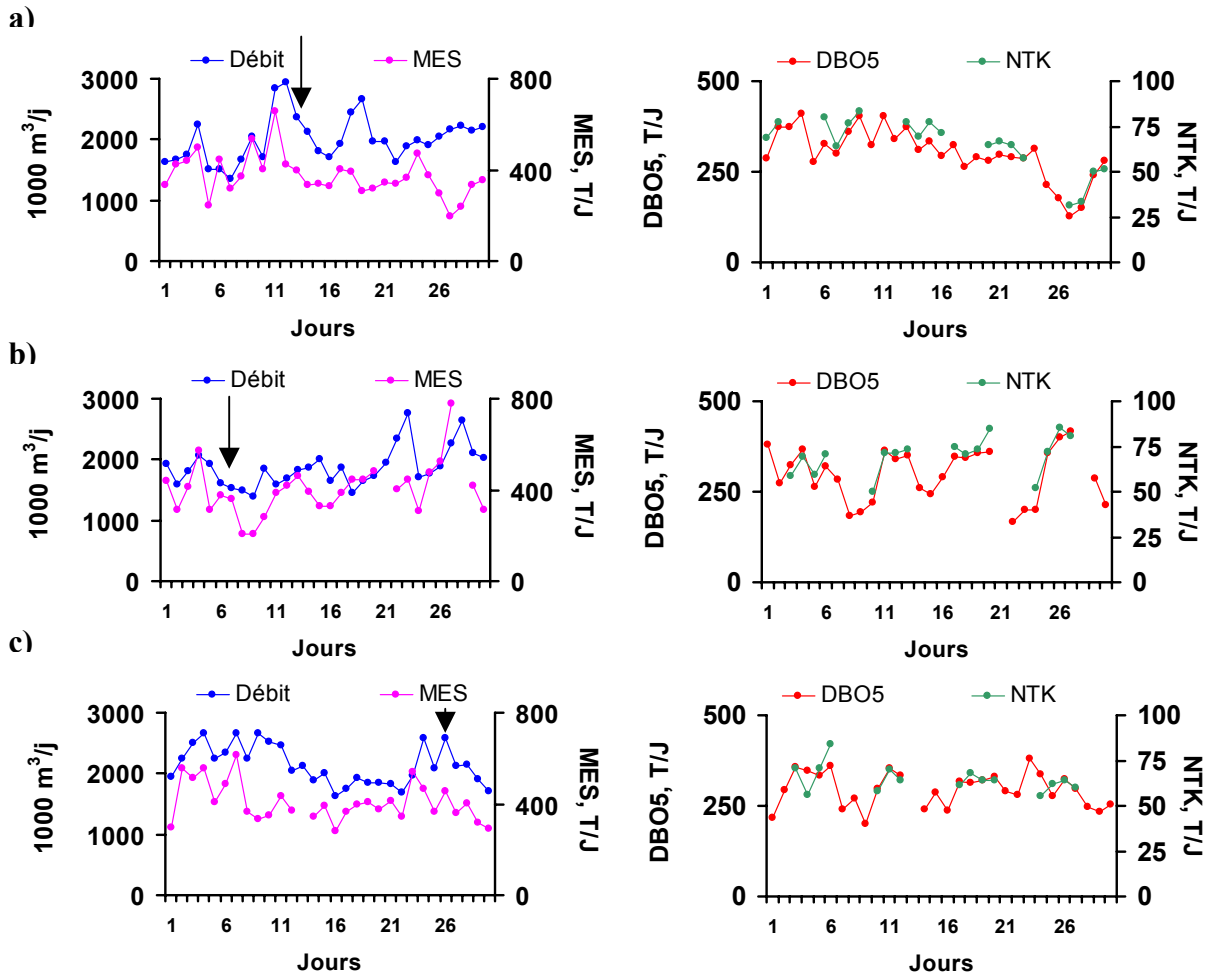 a)
Débit MES
3000 2000 1000 0
1000 m³/j
800 400 0
MES, T/J
1 6 11 16 21 26
Jours
DBO5 NTK
500 250 0
DBO5, T/J
100 75 50 25 0
NTK, T/J
1 6 11 16 21 26
Jours
b)
Débit MES
3000 2000 1000 0
1000 m³/j
800 400 0
MES, T/J
1 6 11 16 21 26
Jours
DBO5 NTK
500 250 0
DBO5, T/J
100 75 50 25 0
NTK, T/J
1 6 11 16 21 26
Jours
c)
Débit MES
3000 2000 1000 0
1000 m³/j
800 400 0
MES, T/J
1 6 11 16 21 26
Jours
DBO5 NTK
500 250 0
DBO5, T/J
100 75 50 25 0
NTK, T/J
1 6 11 16 21 26
Jours